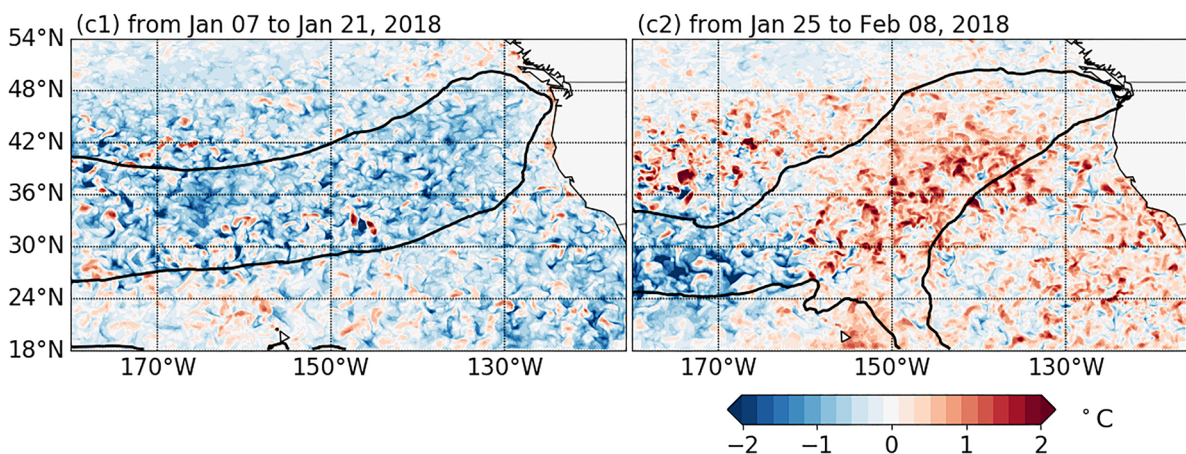 (c1) from Jan 07 to Jan 21, 2018 (c2) from Jan 25 to Feb 08, 2018
54°N
48°N
42°N
36°N
30°N
24°N
18°N
170°W 150°W 130°W 170°W 150°W 130°W
−2 −1 0 1 2 °C